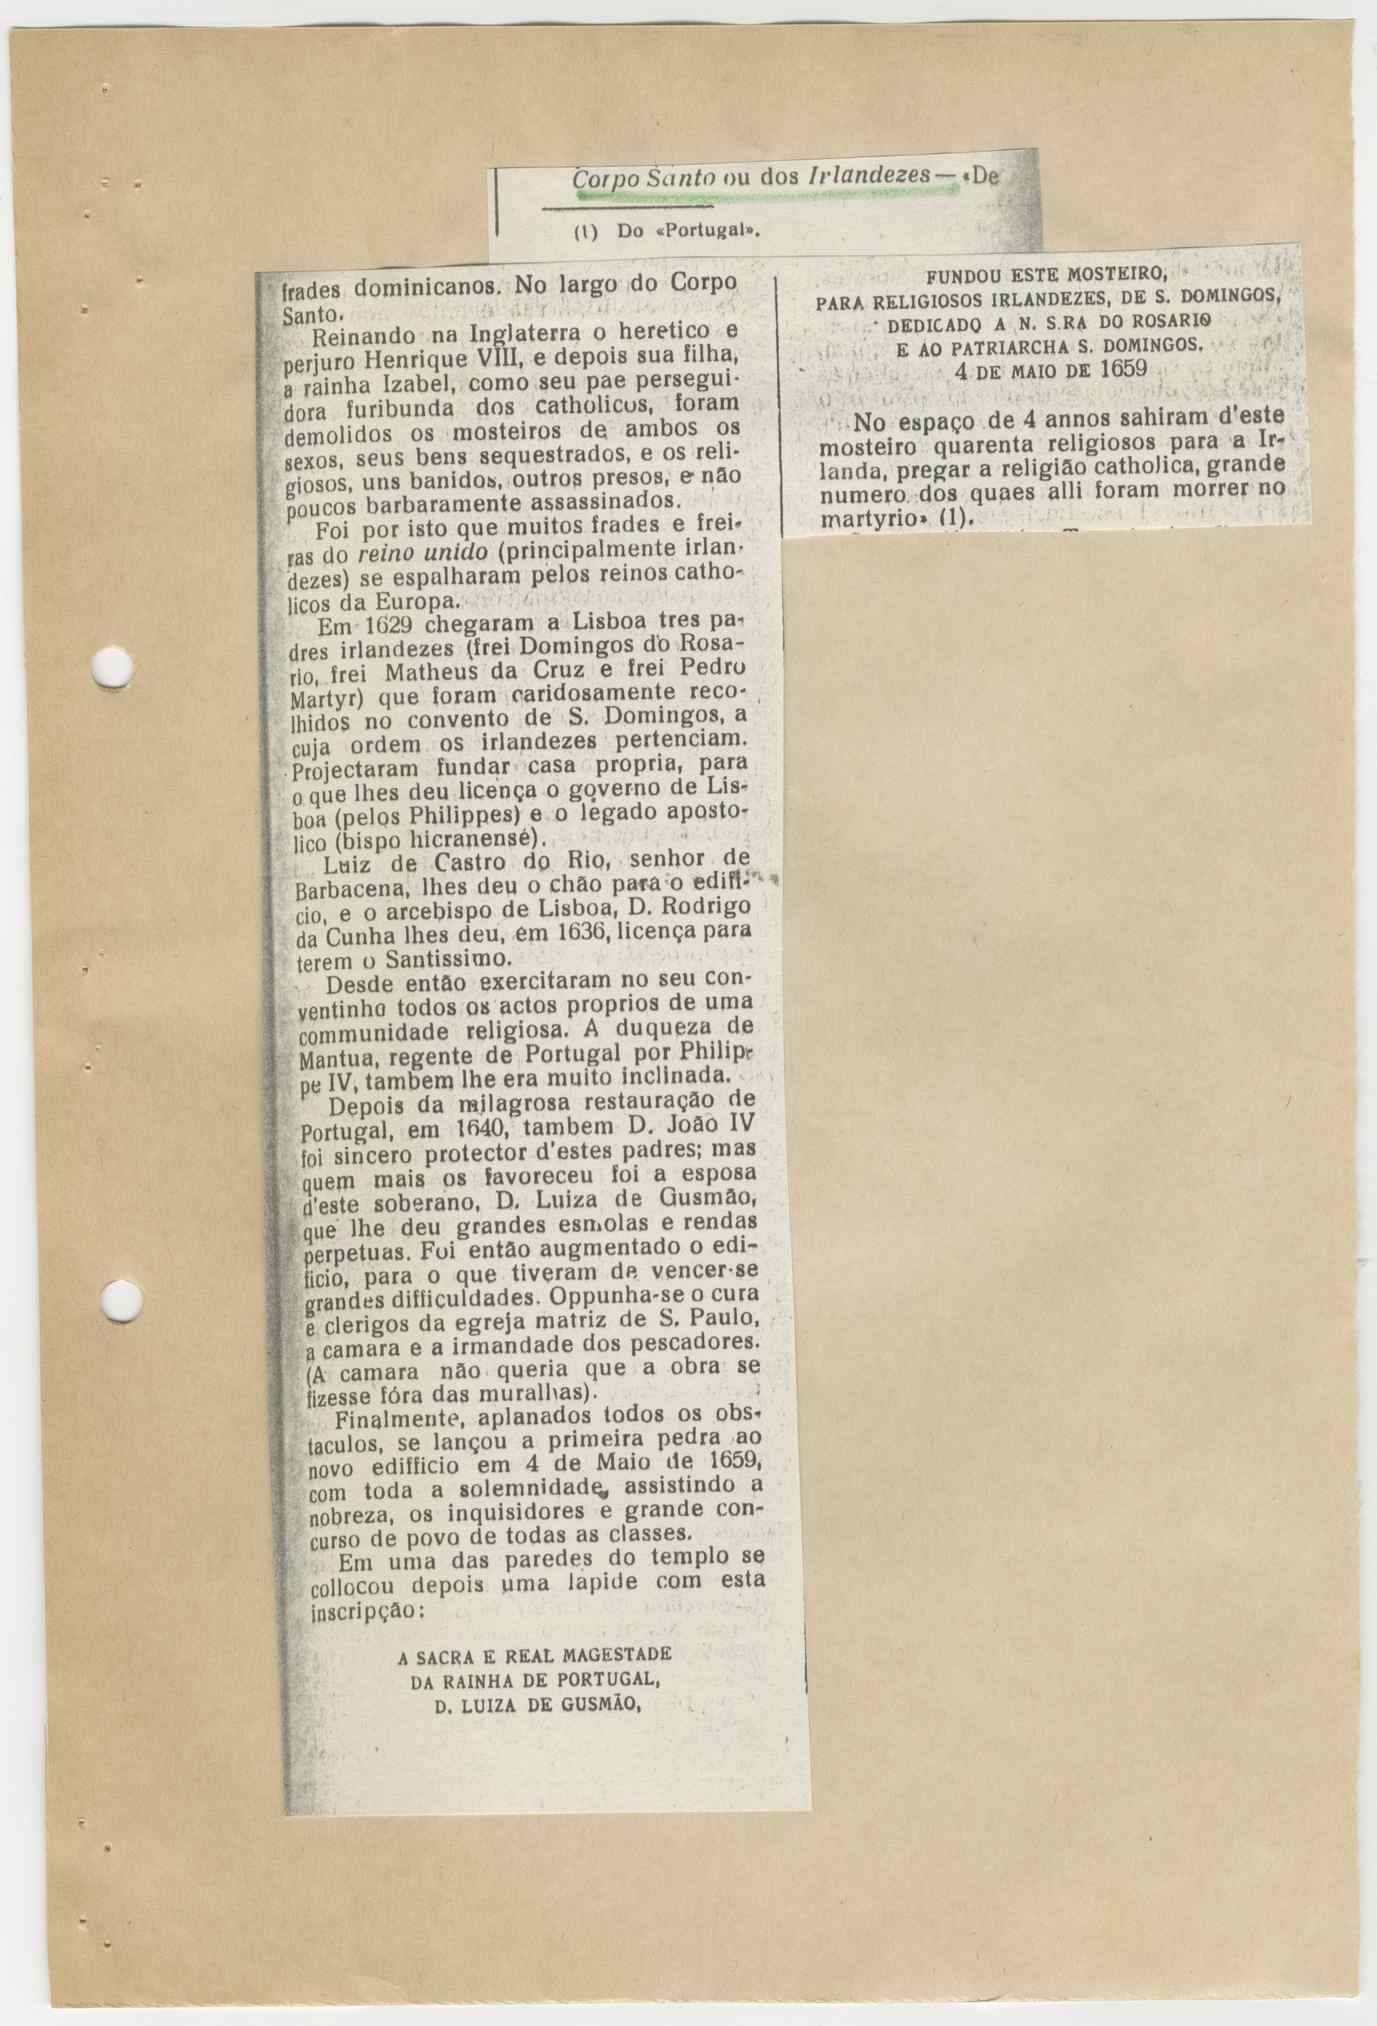 Corpo Santo ou dos Irlandezes — «De
(1) Do «Portugal».
frades dominicanos. No largo do Corpo
Santo.
Reinando na Inglaterra o heretico e
perjuro Henrique VIII, e depois sua filha,
a rainha Izabel, como seu pae persegui-
dora furibunda dos catholicos, foram
demolidos os mosteiros de ambos os
sexos, seus bens sequestrados, e os reli-
giosos, uns banidos, outros presos, e não
poucos barbaramente assassinados.
Foi por isto que muitos frades e frei-
ras do reino unido (principalmente irlan-
dezes) se espalharam pelos reinos catho-
licos da Europa.
Em 1629 chegaram a Lisboa tres pa-
dres irlandezes (frei Domingos do Rosa-
rio, frei Matheus da Cruz e frei Pedro
Martyr) que foram caridosamente reco-
lhidos no convento de S. Domingos, a
cuja ordem os irlandezes pertenciam.
Projectaram fundar casa propria, para
o que lhes deu licença o governo de Lis-
boa (pelos Philippes) e o legado aposto-
lico (bispo hicranense).
Luiz de Castro do Rio, senhor de
Barbacena, lhes deu o chão para o edifi-
cio, e o arcebispo de Lisboa, D. Rodrigo
da Cunha lhes deu, em 1636, licença para
terem o Santissimo.
Desde então exercitaram no seu con-
ventinho todos os actos proprios de uma
communidade religiosa. A duqueza de
Mantua, regente de Portugal por Philip-
pe IV, tambem lhe era muito inclinada.
Depois da milagrosa restauração de
Portugal, em 1640, tambem D. João IV
foi sincero protector d'estes padres; mas
quem mais os favoreceu foi a esposa
d'este soberano, D. Luiza de Gusmão,
que lhe deu grandes esmolas e rendas
perpetuas. Foi então augmentado o edi-
ficio, para o que tiveram de vencer-se
grandes difficuldades. Oppunha-se o cura
e clerigos da egreja matriz de S. Paulo,
a camara e a irmandade dos pescadores.
(A camara não queria que a obra se
fizesse fóra das muralhas).
Finalmente, aplanados todos os obs-
taculos, se lançou a primeira pedra ao
novo edifficio em 4 de Maio de 1659,
com toda a solemnidade, assistindo a
nobreza, os inquisidores e grande con-
curso de povo de todas as classes.
Em uma das paredes do templo se
collocou depois uma lapide com esta
inscripção:
A SACRA E REAL MAGESTADE
DA RAINHA DE PORTUGAL,
D. LUIZA DE GUSMÃO,
FUNDOU ESTE MOSTEIRO,
PARA RELIGIOSOS IRLANDEZES, DE S. DOMINGOS,
DEDICADO A N. S.RA DO ROSARIO
E AO PATRIARCHA S. DOMINGOS.
4 DE MAIO DE 1659
No espaço de 4 annos sahiram d'este
mosteiro quarenta religiosos para a Ir-
landa, pregar a religião catholica, grande
numero dos quaes alli foram morrer no
martyrio» (1).